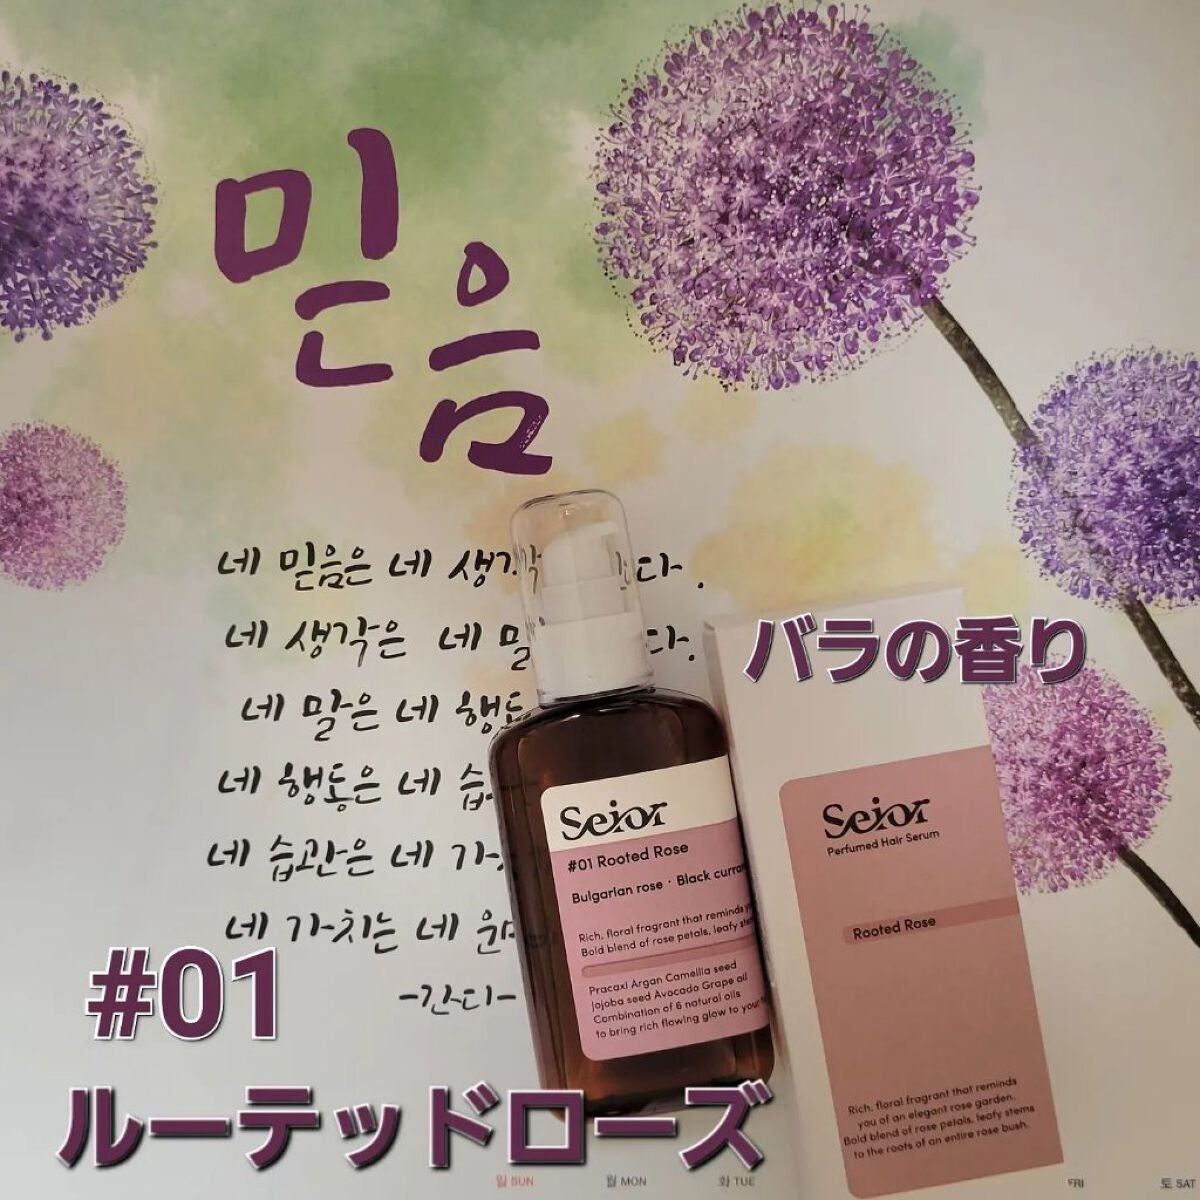 믿음
네 믿음은 네 생각
네 생각은 네
네 말은 네 행동
네 행동은 네 습
네 습관은 네 가
네 가치는 네 운
-간디-
バラの香り
Seior
#01 Rooted Rose
Bulgarian rose · Black
Rich, floral fragrant that reminds
Bold blend of rose petals, leafy
Pracaxi Argan Camellia seed
Jojoba seed Avocado Grape oil
Combination of 6 natural oils
to bring rich flowing glow to your
Seior
Perfumed Hair Serum
Rooted Rose
Rich, floral fragrant that reminds
you of an elegant rose garden.
Bold blend of rose petals, leafy stems
to the roots of an entire rose bush.
#01
ルーテッドローズ
일 SUN 월 MON 화 TUE FRI 토 SAT